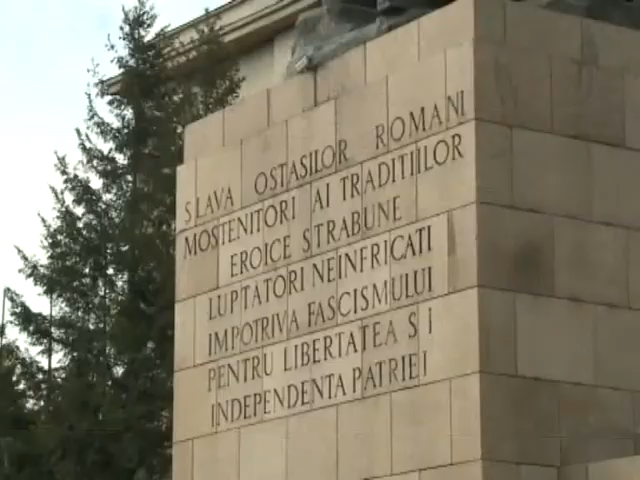 SLAVA OSTASILOR ROMANI
MOSTENITORI AI TRADITIILOR
EROICE STRABUNE
LUPTATORI NEINFRICATI
IMPOTRIVA FASCISMULUI
PENTRU LIBERTATEA SI
INDEPENDENTA PATRIEI